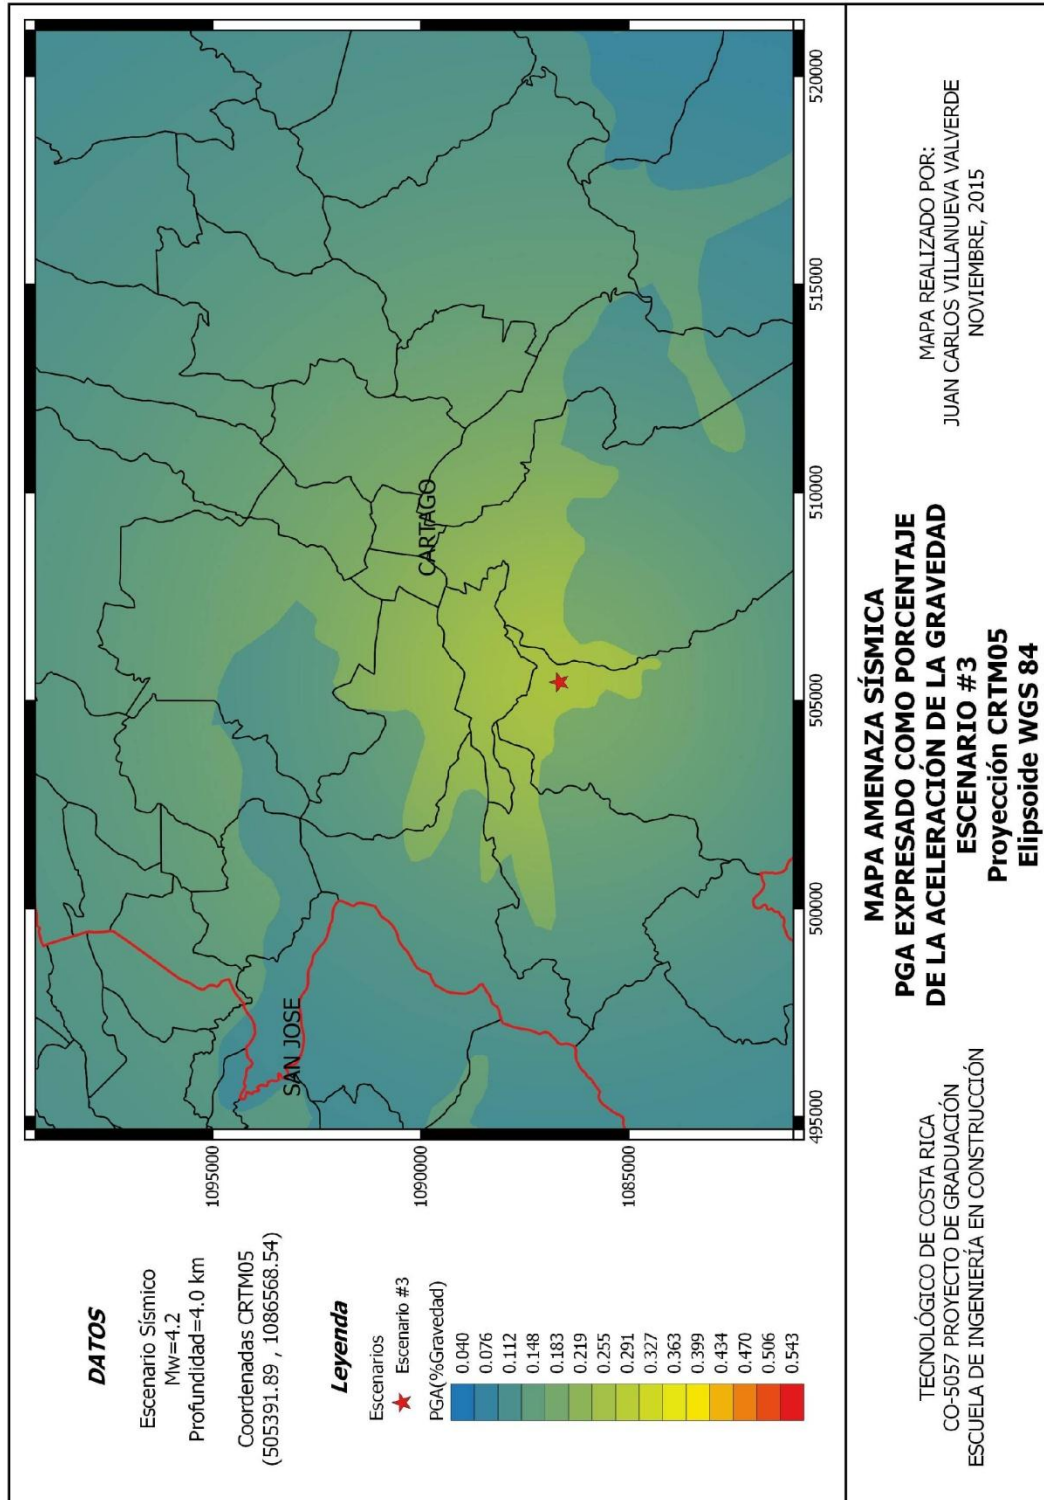 DATOS
Escenario Sísmico
Mw=4.2
Profundidad=4.0 km
Coordenadas CRTM05
(505391.89 , 1086568.54)
Leyenda
Escenarios
Escenario #3
PGA(%Gravedad)
0.040
0.076
0.112
0.148
0.183
0.219
0.255
0.291
0.327
0.363
0.399
0.434
0.470
0.506
0.543
1095000
1090000
1085000
SAN JOSE
CARTAGO
495000
500000
505000
510000
515000
520000
TECNOLÓGICO DE COSTA RICA
CO-5057 PROYECTO DE GRADUACIÓN
ESCUELA DE INGENIERÍA EN CONSTRUCCIÓN
MAPA AMENAZA SÍSMICA
PGA EXPRESADO COMO PORCENTAJE
DE LA ACELERACIÓN DE LA GRAVEDAD
ESCENARIO #3
Proyección CRTM05
Elipsoide WGS 84
MAPA REALIZADO POR:
JUAN CARLOS VILLANUEVA VALVERDE
NOVIEMBRE, 2015